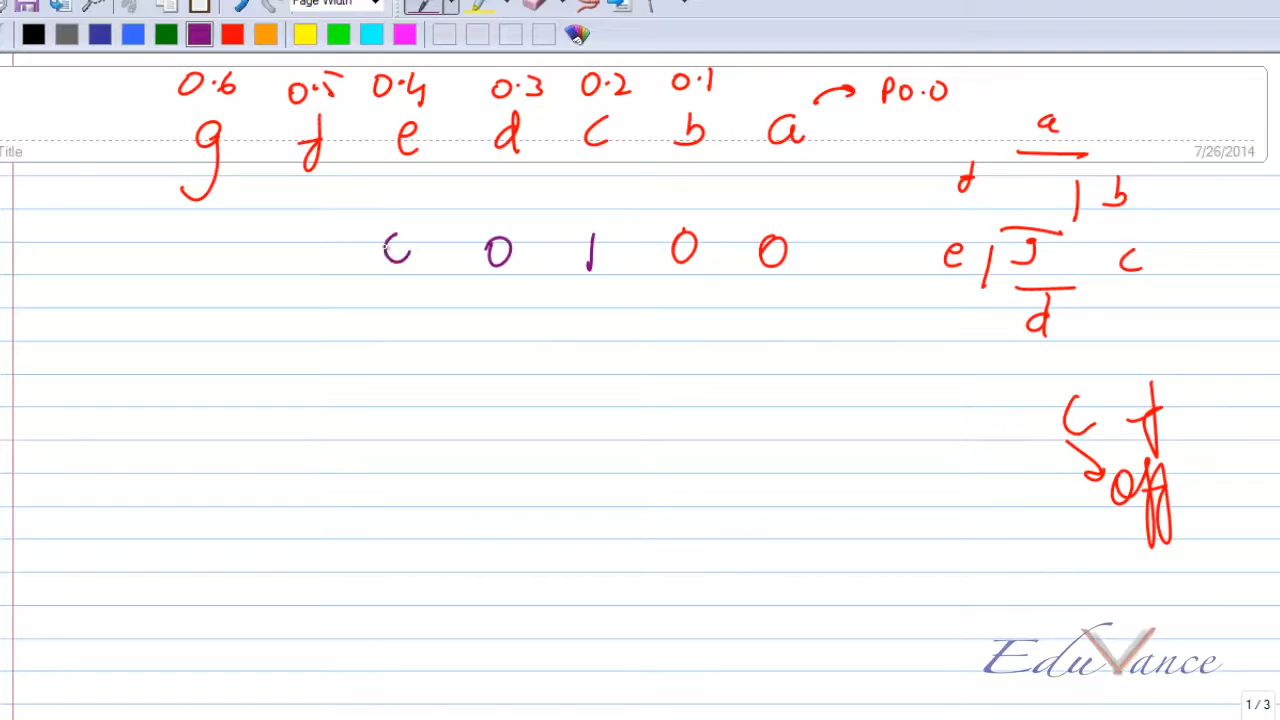 Page Width
0.6 0.5 0.4 0.3 0.2 0.1 P0.0
g f e d c b a
Title
7/26/2014
a
f b
e g c
d
0 1 0 0
c f
off
EduVance
1 / 3